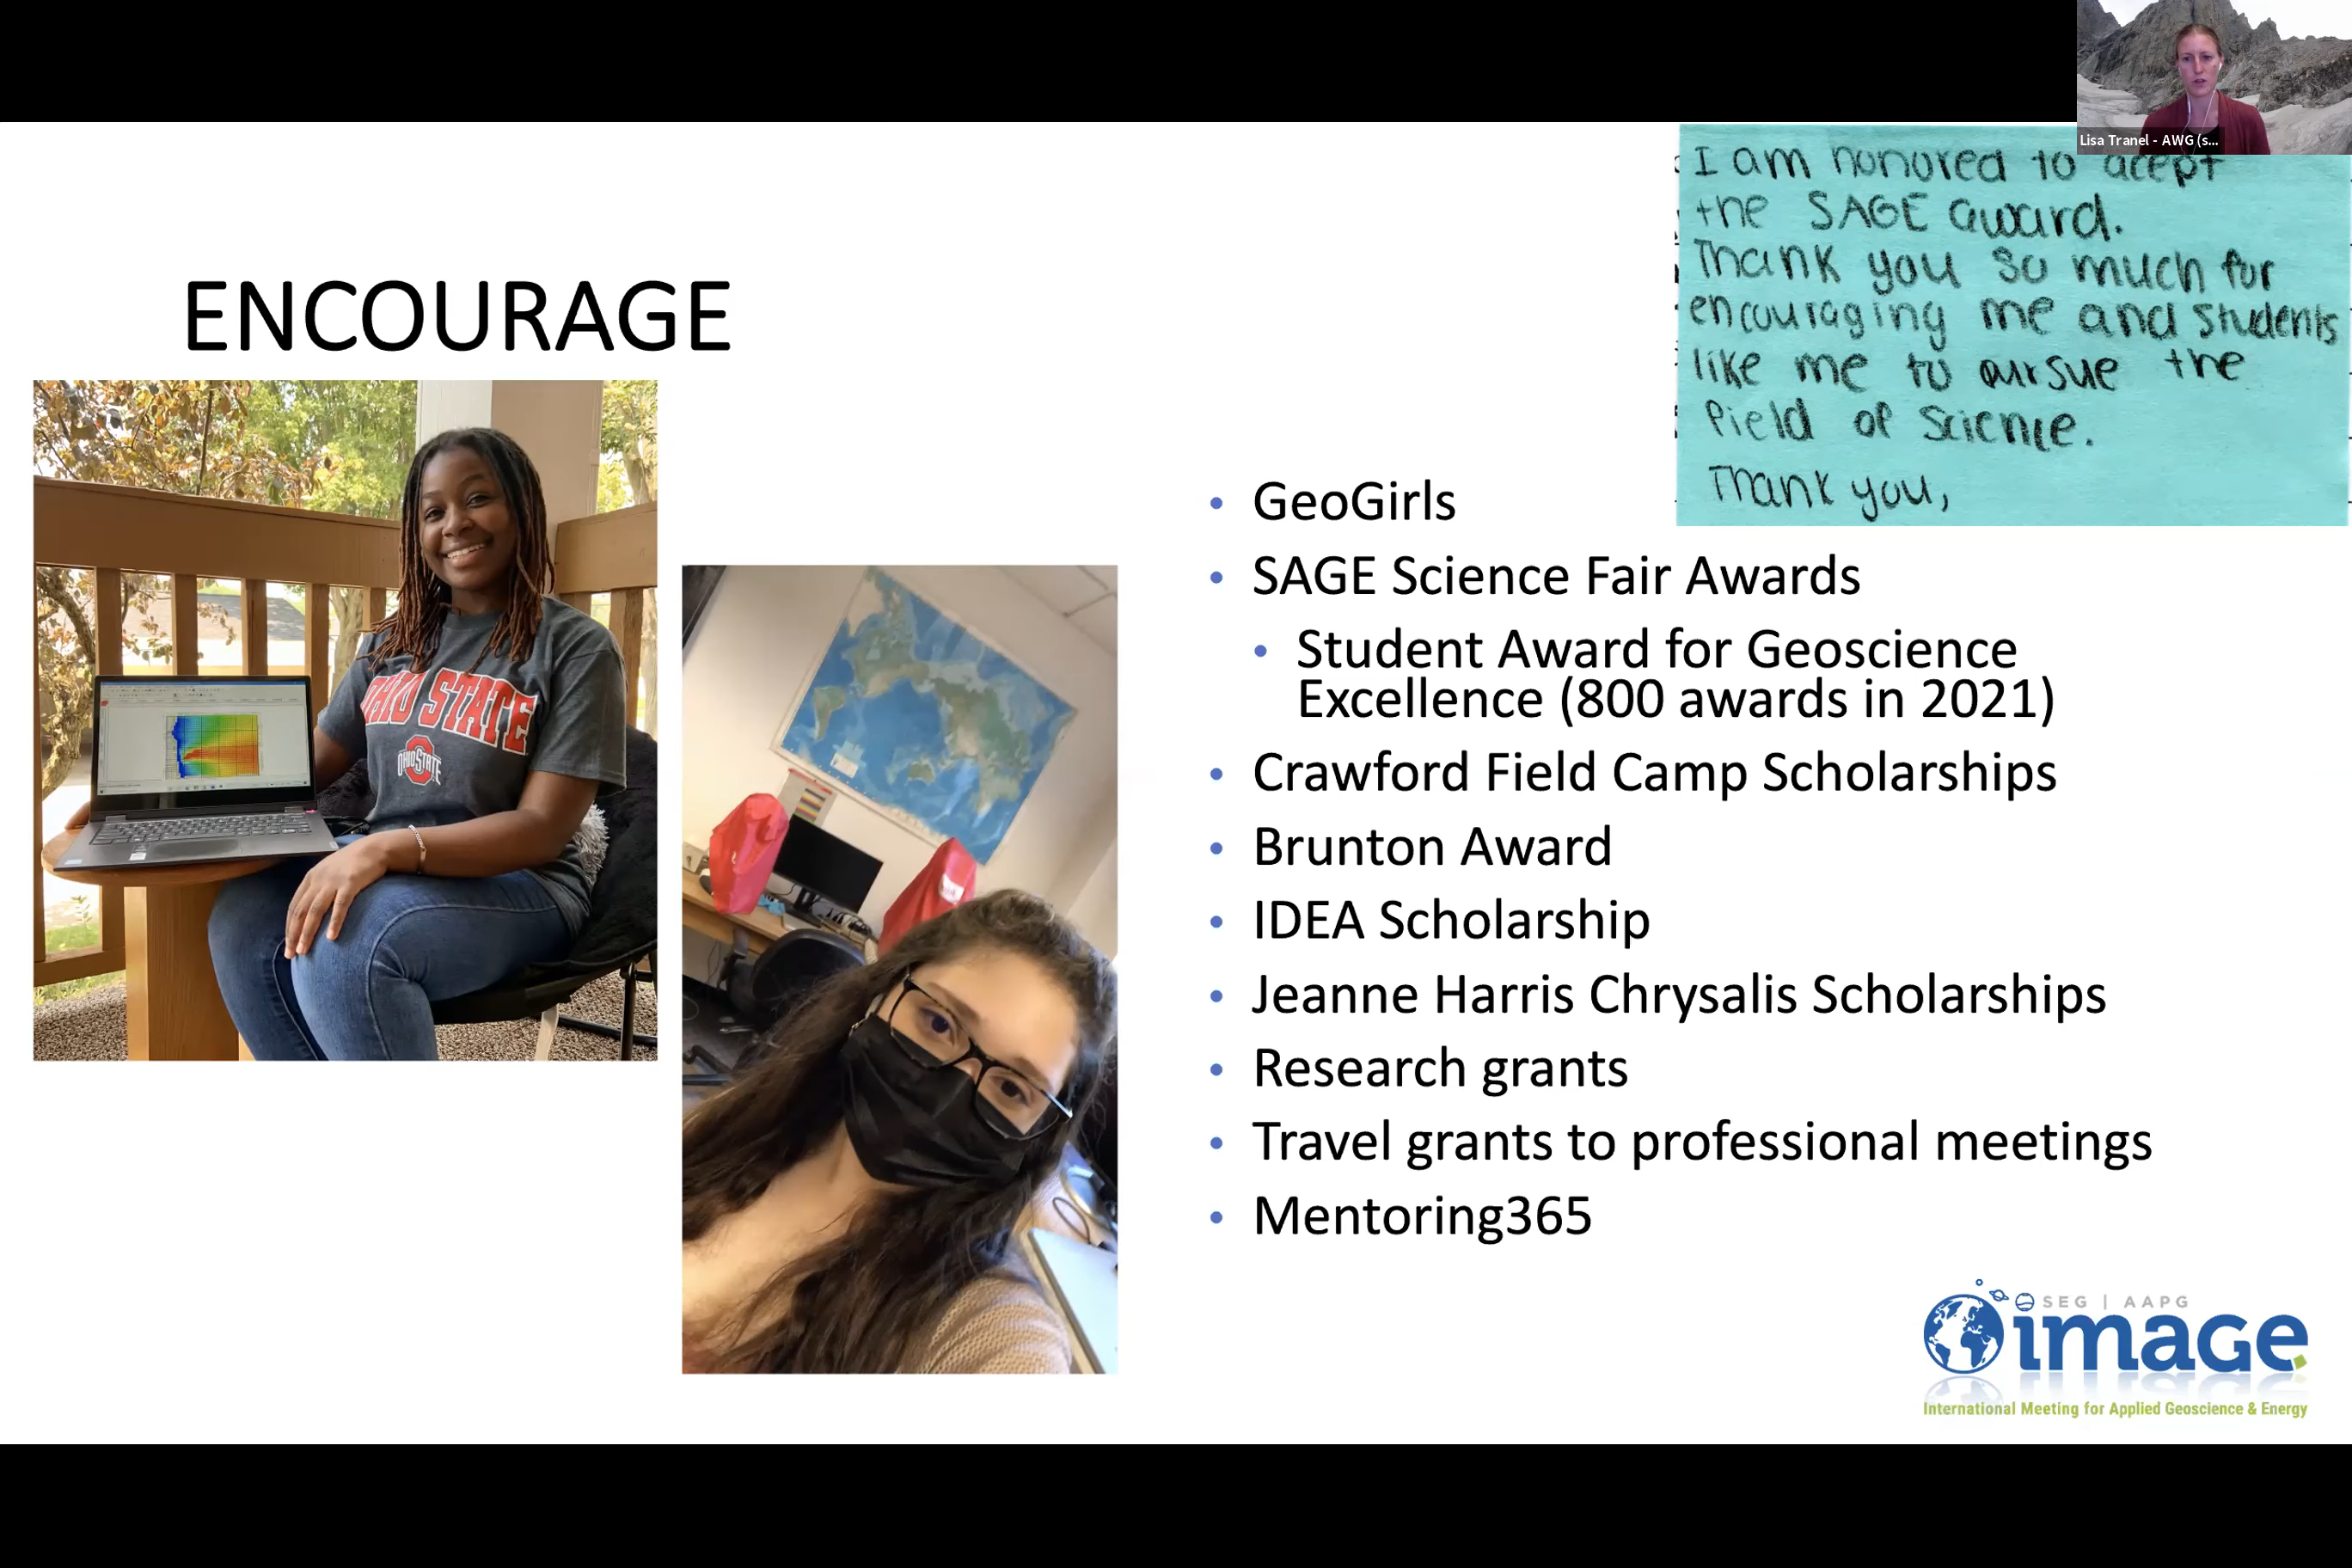 Lisa Tranel - AWG (s...
I am honored to acept
the SAGE award.
Thank you so much for
encouraging me and students
like me to pursue the
field of science.
Thank you,
ENCOURAGE
OHIO STATE
OHIO STATE
• GeoGirls
• SAGE Science Fair Awards
• Student Award for Geoscience
Excellence (800 awards in 2021)
• Crawford Field Camp Scholarships
• Brunton Award
• IDEA Scholarship
• Jeanne Harris Chrysalis Scholarships
• Research grants
• Travel grants to professional meetings
• Mentoring365
SEG | AAPG
image
International Meeting for Applied Geoscience & Energy